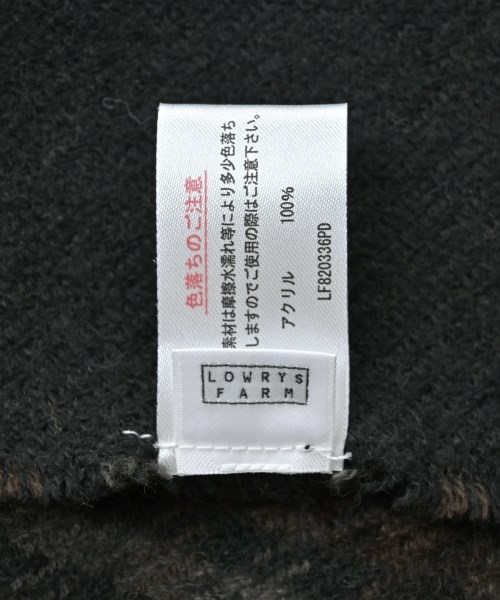 色落ちのご注意
素材は摩擦水濡れ等により多少色落ち
しますのでご使用の際はご注意下さい。
アクリル 100%
LF820336PD
LOWRYS
FARM